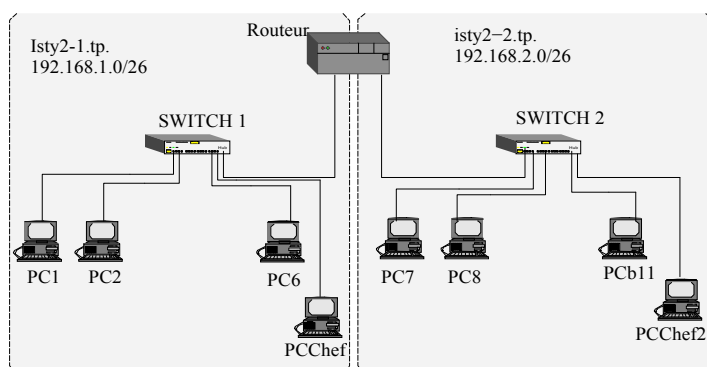 Routeur
Isty2-1.tp.
192.168.1.0/26
isty2−2.tp.
192.168.2.0/26
SWITCH 1
SWITCH 2
PC1
PC2
PC6
PC7
PC8
PCb11
PCChef
PCChef2